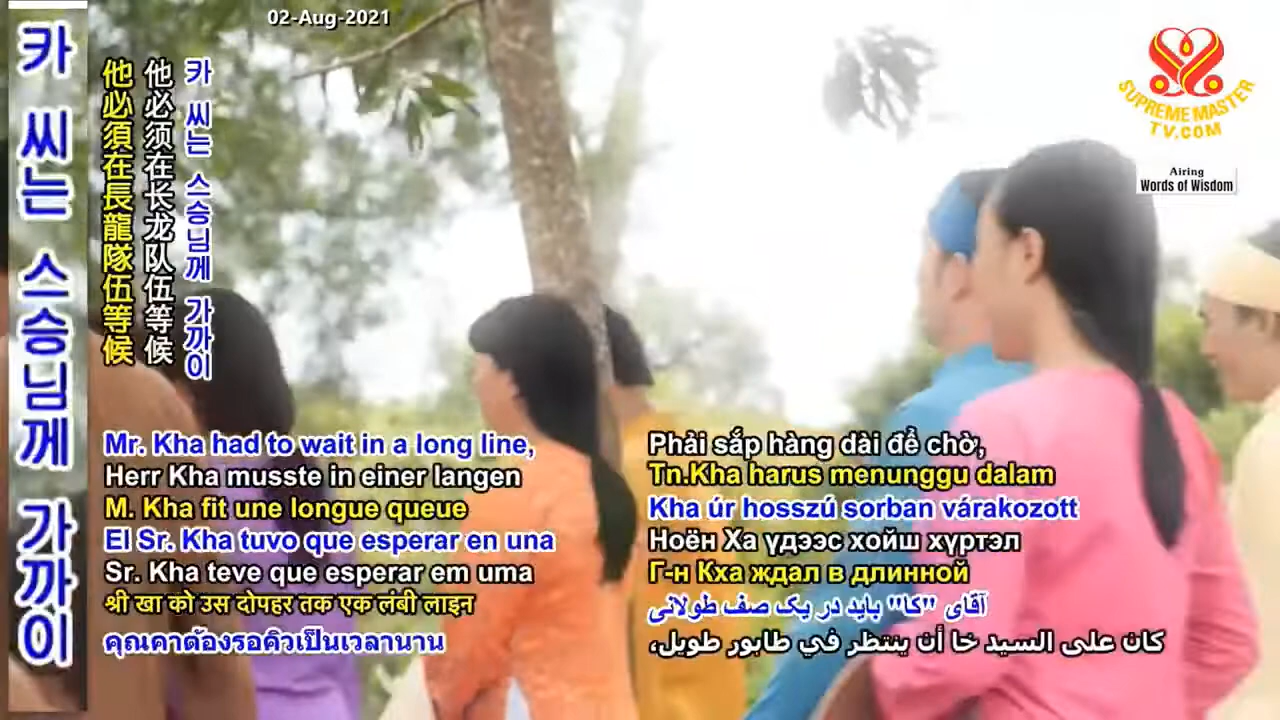 카 씨는 스승님께 가까이
02-Aug-2021
他必須在長龍隊伍等候
他必须在长龙队伍等候
카 씨는 스승님께 가까이
SUPREME MASTER
TV.COM
Airing
Words of Wisdom
Mr. Kha had to wait in a long line,
Herr Kha musste in einer langen
M. Kha fit une longue queue
El Sr. Kha tuvo que esperar en una
Sr. Kha teve que esperar em uma
श्री खा को उस दोपहर तक एक लंबी लाइन
คุณคาต้องรอคิวเป็นเวลานาน
Phải sắp hàng dài để chờ,
Tn.Kha harus menunggu dalam
Kha úr hosszú sorban várakozott
Ноён Ха үдээс хойш хүртэл
Г-н Кха ждал в длинной
آقای "کا" باید در یک صف طولانی
كان على السيد خا أن ينتظر في طابور طويل،